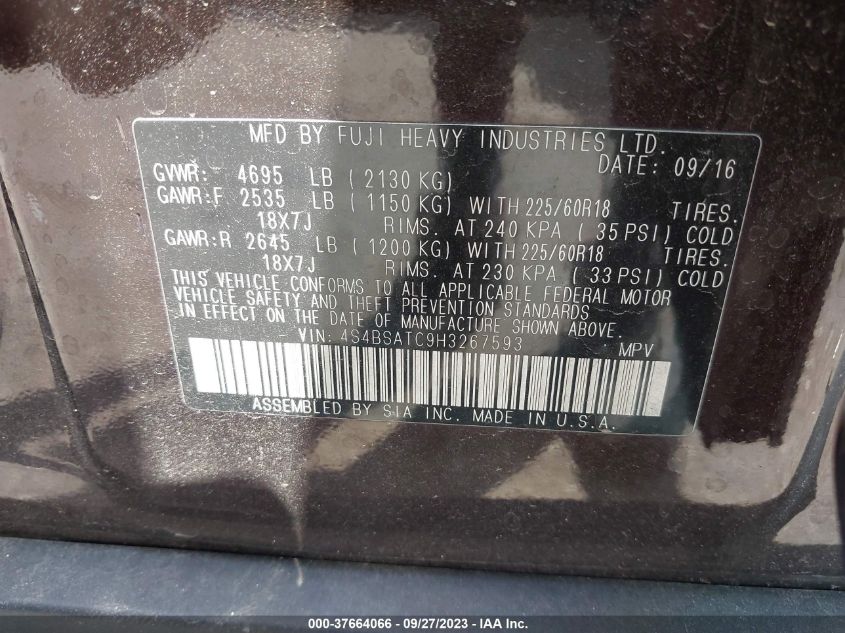 MFD BY FUJI HEAVY INDUSTRIES LTD.
DATE: 09/16
GVWR: 4695 LB ( 2130 KG)
GAWR:F 2535 LB ( 1150 KG) WITH 225/60R18 TIRES.
18X7J RIMS. AT 240 KPA ( 35 PSI) COLD
GAWR:R 2645 LB ( 1200 KG) WITH 225/60R18 TIRES.
18X7J RIMS. AT 230 KPA ( 33 PSI) COLD
THIS VEHICLE CONFORMS TO ALL APPLICABLE FEDERAL MOTOR
VEHICLE SAFETY AND THEFT PREVENTION STANDARDS
IN EFFECT ON THE DATE OF MANUFACTURE SHOWN ABOVE.
VIN: 4S4BSATC9H3267593 MPV
ASSEMBLED BY SIA INC. MADE IN U.S.A.
000-37664066 - 09/27/2023 - IAA Inc.